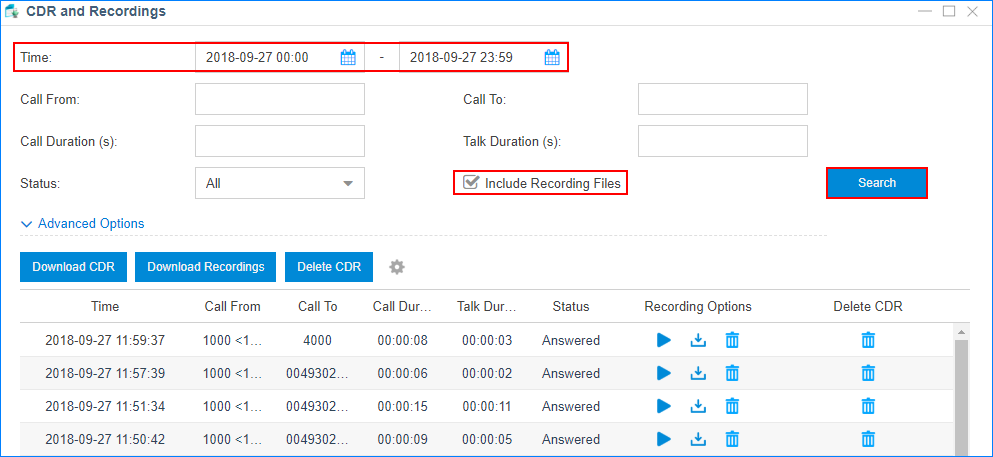 CDR and Recordings
Time: 2018-09-27 00:00 - 2018-09-27 23:59
Call From: Call To:
Call Duration (s): Talk Duration (s):
Status: All Include Recording Files Search
Advanced Options
Download CDR Download Recordings Delete CDR
Time Call From Call To Call Dur... Talk Dur... Status Recording Options Delete CDR
2018-09-27 11:59:37 1000 <1... 4000 00:00:08 00:00:03 Answered
2018-09-27 11:57:39 1000 <1... 0049302... 00:00:06 00:00:02 Answered
2018-09-27 11:51:34 1000 <1... 0049302... 00:00:15 00:00:11 Answered
2018-09-27 11:50:42 1000 <1... 0049302... 00:00:09 00:00:05 Answered